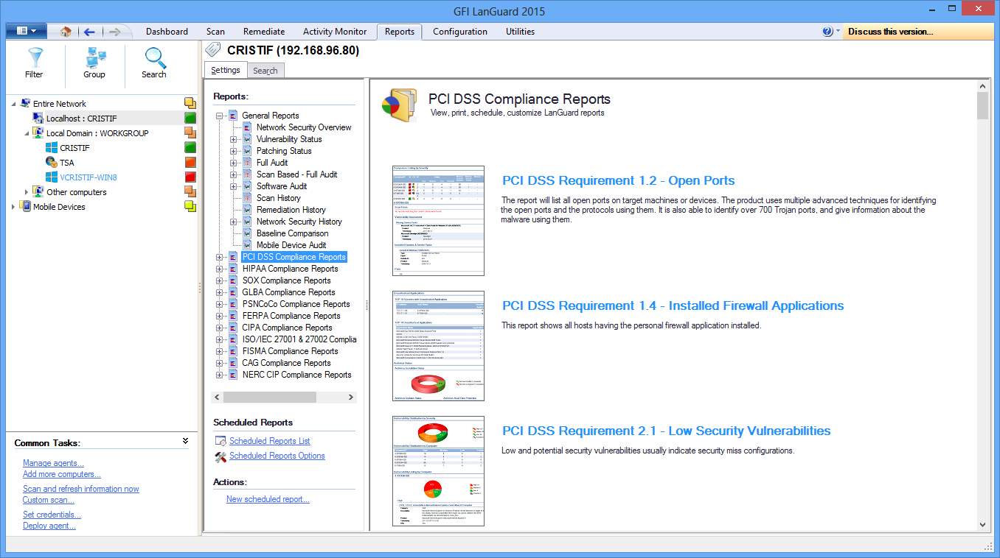 GFI LanGuard 2015
Dashboard
Scan
Remediate
Activity Monitor
Reports
Configuration
Utilities
Discuss this version...
Filter
Group
Search
Entire Network
Localhost : CRISTIF
Local Domain : WORKGROUP
CRISTIF
TSA
VCRISTIF-WIN8
Other computers
Mobile Devices
Common Tasks:
Manage agents...
Add more computers...
Scan and refresh information now
Custom scan...
Set credentials...
Deploy agent...
CRISTIF (192.168.96.80)
Settings
Search
Reports:
General Reports
Network Security Overview
Vulnerability Status
Patching Status
Full Audit
Scan Based - Full Audit
Software Audit
Scan History
Remediation History
Network Security History
Baseline Comparison
Mobile Device Audit
PCI DSS Compliance Reports
HIPAA Compliance Reports
SOX Compliance Reports
GLBA Compliance Reports
PSNCoCo Compliance Reports
FERPA Compliance Reports
CIPA Compliance Reports
ISO/IEC 27001 & 27002 Complia
FISMA Compliance Reports
CAG Compliance Reports
NERC CIP Compliance Reports
Scheduled Reports
Scheduled Reports List
Scheduled Reports Options
Actions:
New scheduled report...
PCI DSS Compliance Reports
View, print, schedule, customize LanGuard reports
PCI DSS Requirement 1.2 - Open Ports
The report will list all open ports on target machines or devices. The product uses multiple advanced techniques for identifying
the open ports and the protocols using them. It is also able to identify over 700 Trojan ports, and give information about the
malware using them.
PCI DSS Requirement 1.4 - Installed Firewall Applications
This report shows all hosts having the personal firewall application installed.
PCI DSS Requirement 2.1 - Low Security Vulnerabilities
Low and potential security vulnerabilities usually indicate security miss configurations.